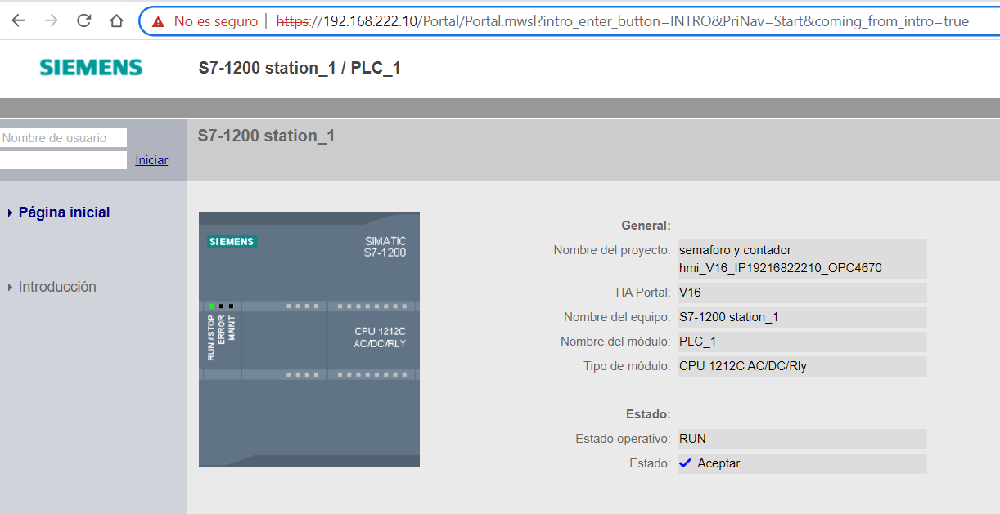 No es seguro | https://192.168.222.10/Portal/Portal.mwsl?intro_enter_button=INTRO&PriNav=Start&coming_from_intro=true
SIEMENS
S7-1200 station_1 / PLC_1
Nombre de usuario
Iniciar
S7-1200 station_1
Página inicial
Introducción
SIEMENS
SIMATIC
S7-1200
RUN / STOP
ERROR
MAINT
CPU 1212C
AC/DC/RLY
General:
Nombre del proyecto: semaforo y contador
hmi_V16_IP19216822210_OPC4670
TIA Portal: V16
Nombre del equipo: S7-1200 station_1
Nombre del módulo: PLC_1
Tipo de módulo: CPU 1212C AC/DC/Rly
Estado:
Estado operativo: RUN
Estado: Aceptar